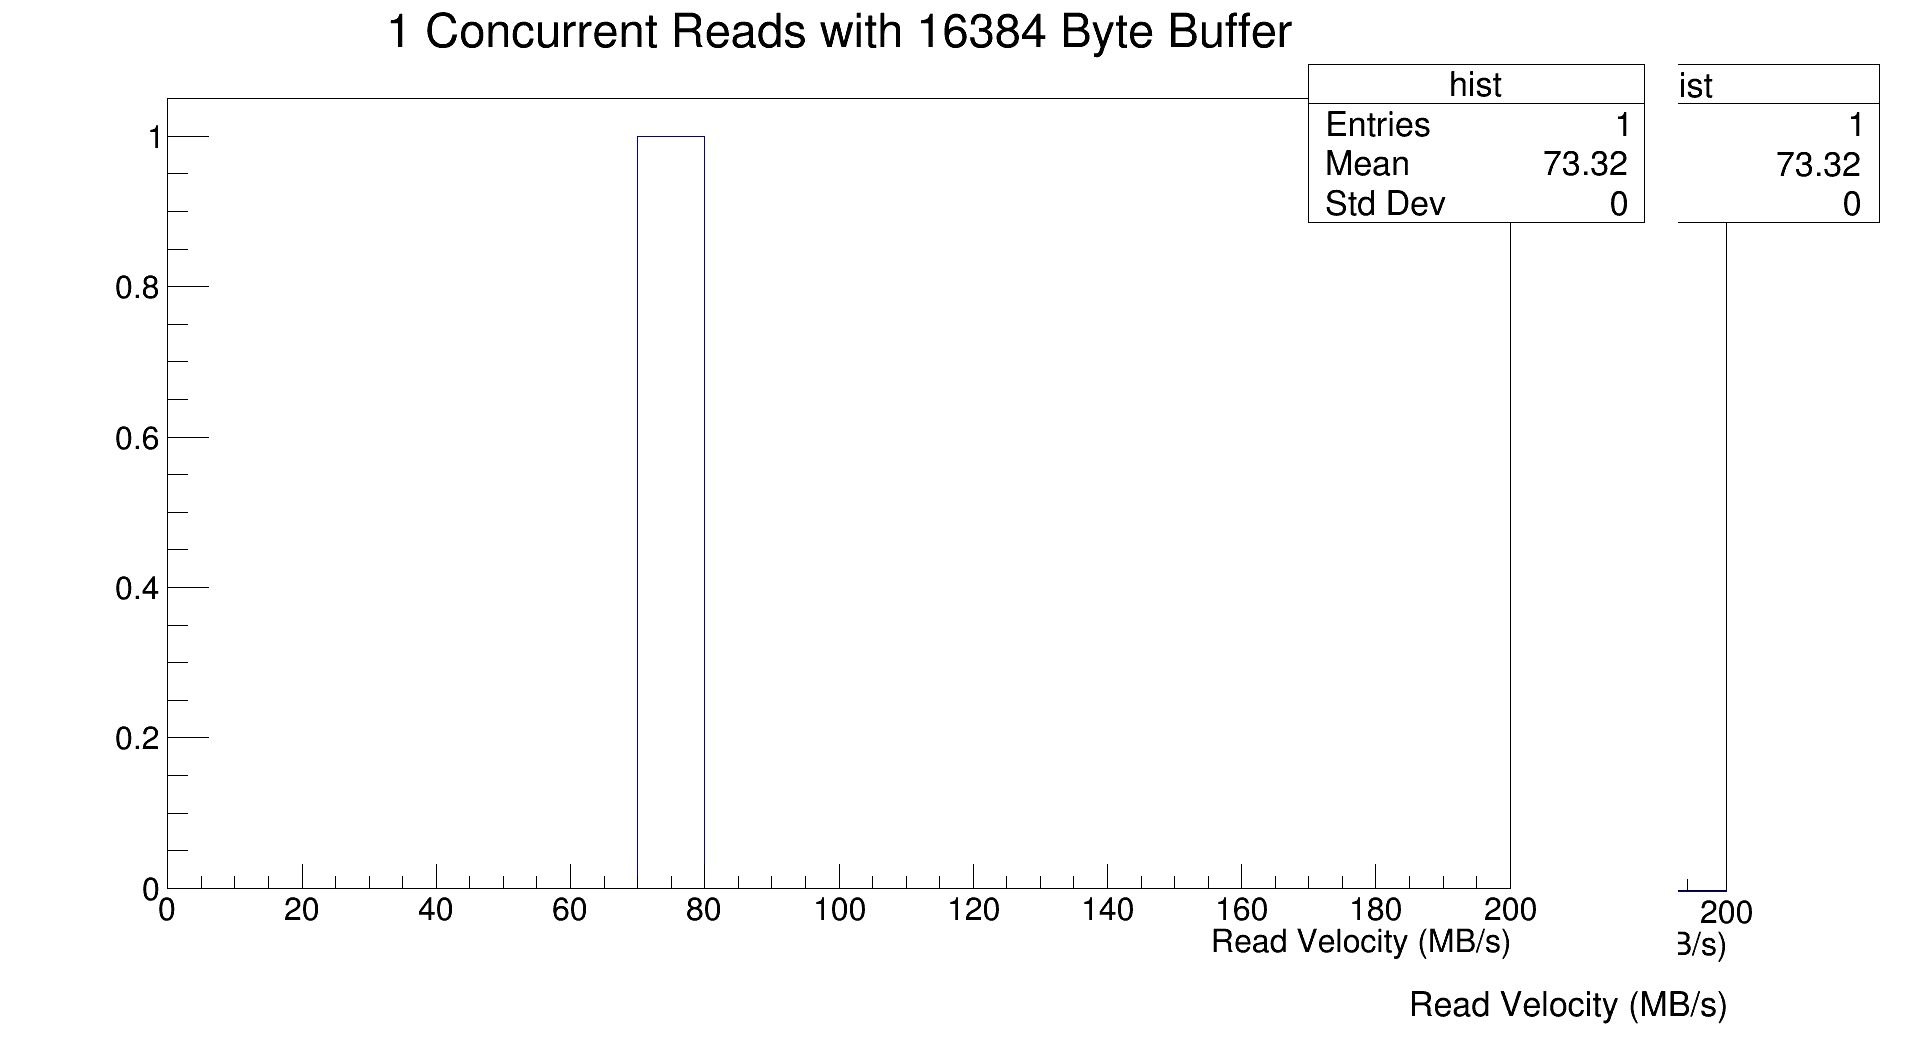 1 Concurrent Reads with 16384 Byte Buffer
hist
ist
Entries 1
1
Mean 73.32
73.32
Std Dev 0
0
1
0.8
0.6
0.4
0.2
0
0 20 40 60 80 100 120 140 160 180 200
200
Read Velocity (MB/s)
B/s)
Read Velocity (MB/s)